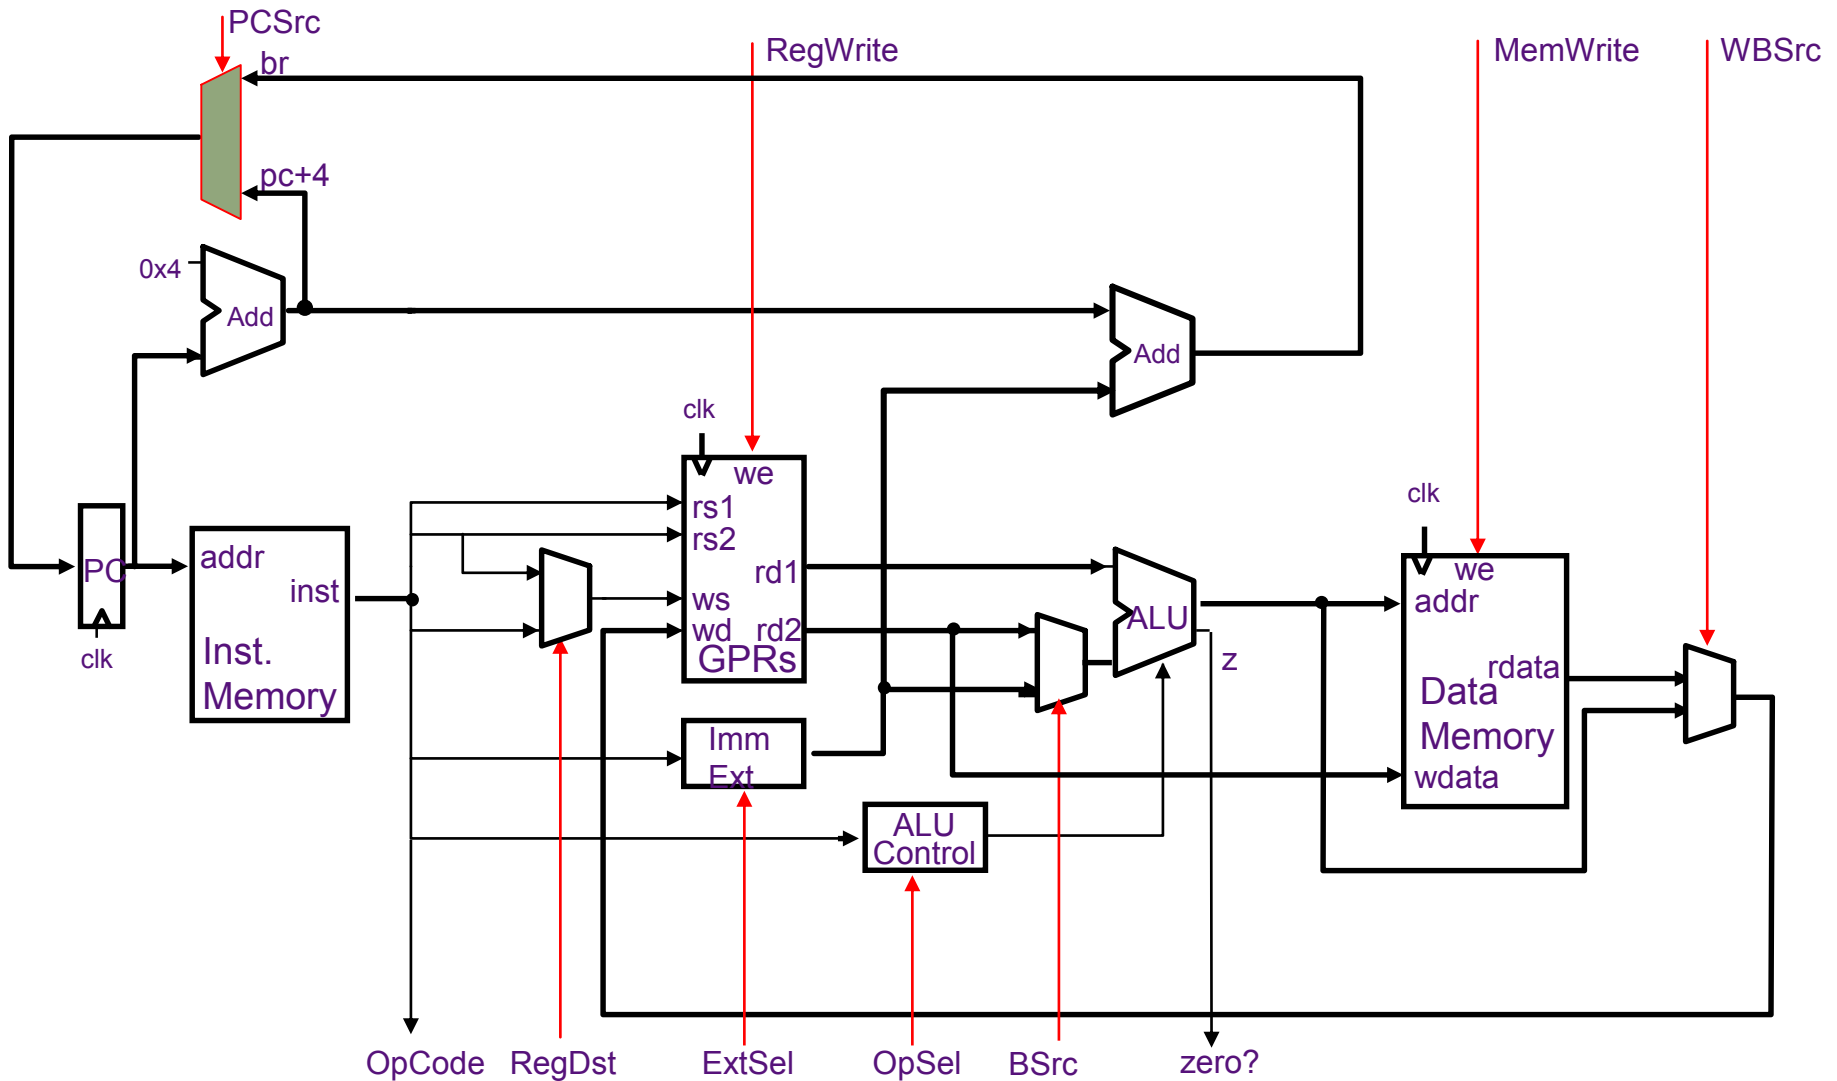 PCSrc
RegWrite
MemWrite
WBSrc
br
pc+4
0x4
Add
Add
clk
we
rs1
rs2
rd1
ws
wd
rd2
GPRs
PC
clk
addr
inst
Inst.
Memory
ALU
z
clk
we
addr
rdata
Data
Memory
wdata
Imm
Ext
ALU
Control
OpCode
RegDst
ExtSel
OpSel
BSrc
zero?